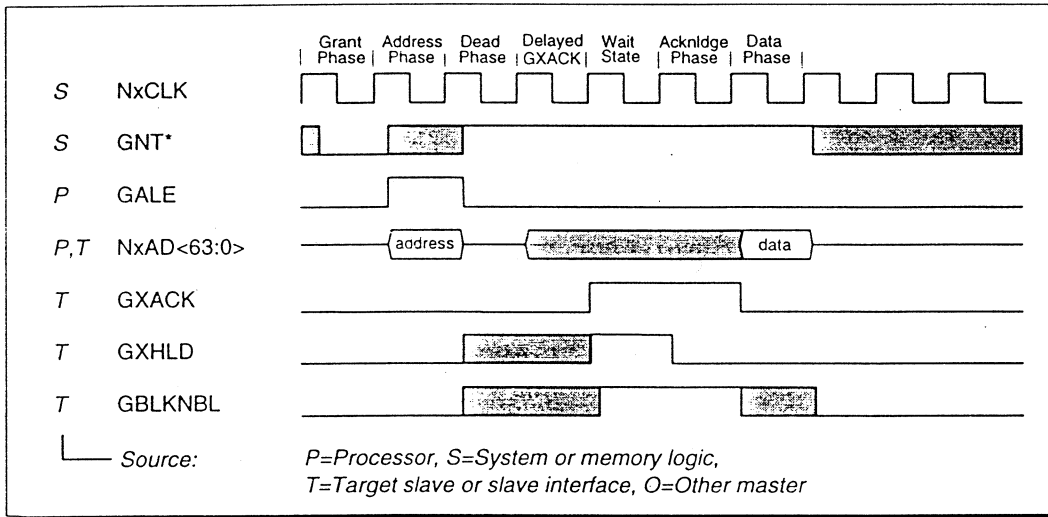 Grant Address Dead Delayed Wait Acknldge Data
| Phase | Phase | Phase | GXACK | State | Phase | Phase |
S NxCLK
S GNT*
P GALE
P,T NxAD<63:0> address data
T GXACK
T GXHLD
T GBLKNBL
Source: P=Processor, S=System or memory logic,
T=Target slave or slave interface, O=Other master